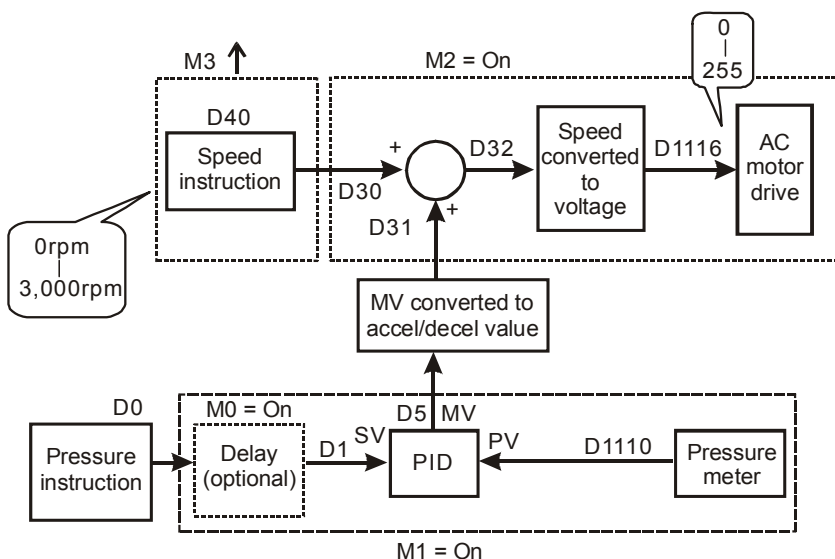 0
255
M3
M2 = On
D40
Speed
instruction
+
D30
D32
Speed
converted
to
voltage
D1116
AC
motor
drive
+
D31
0rpm
3,000rpm
MV converted to
accel/decel value
D0
M0 = On
D5 MV
Pressure
instruction
Delay
(optional)
D1
SV
PID
PV
D1110
Pressure
meter
M1 = On